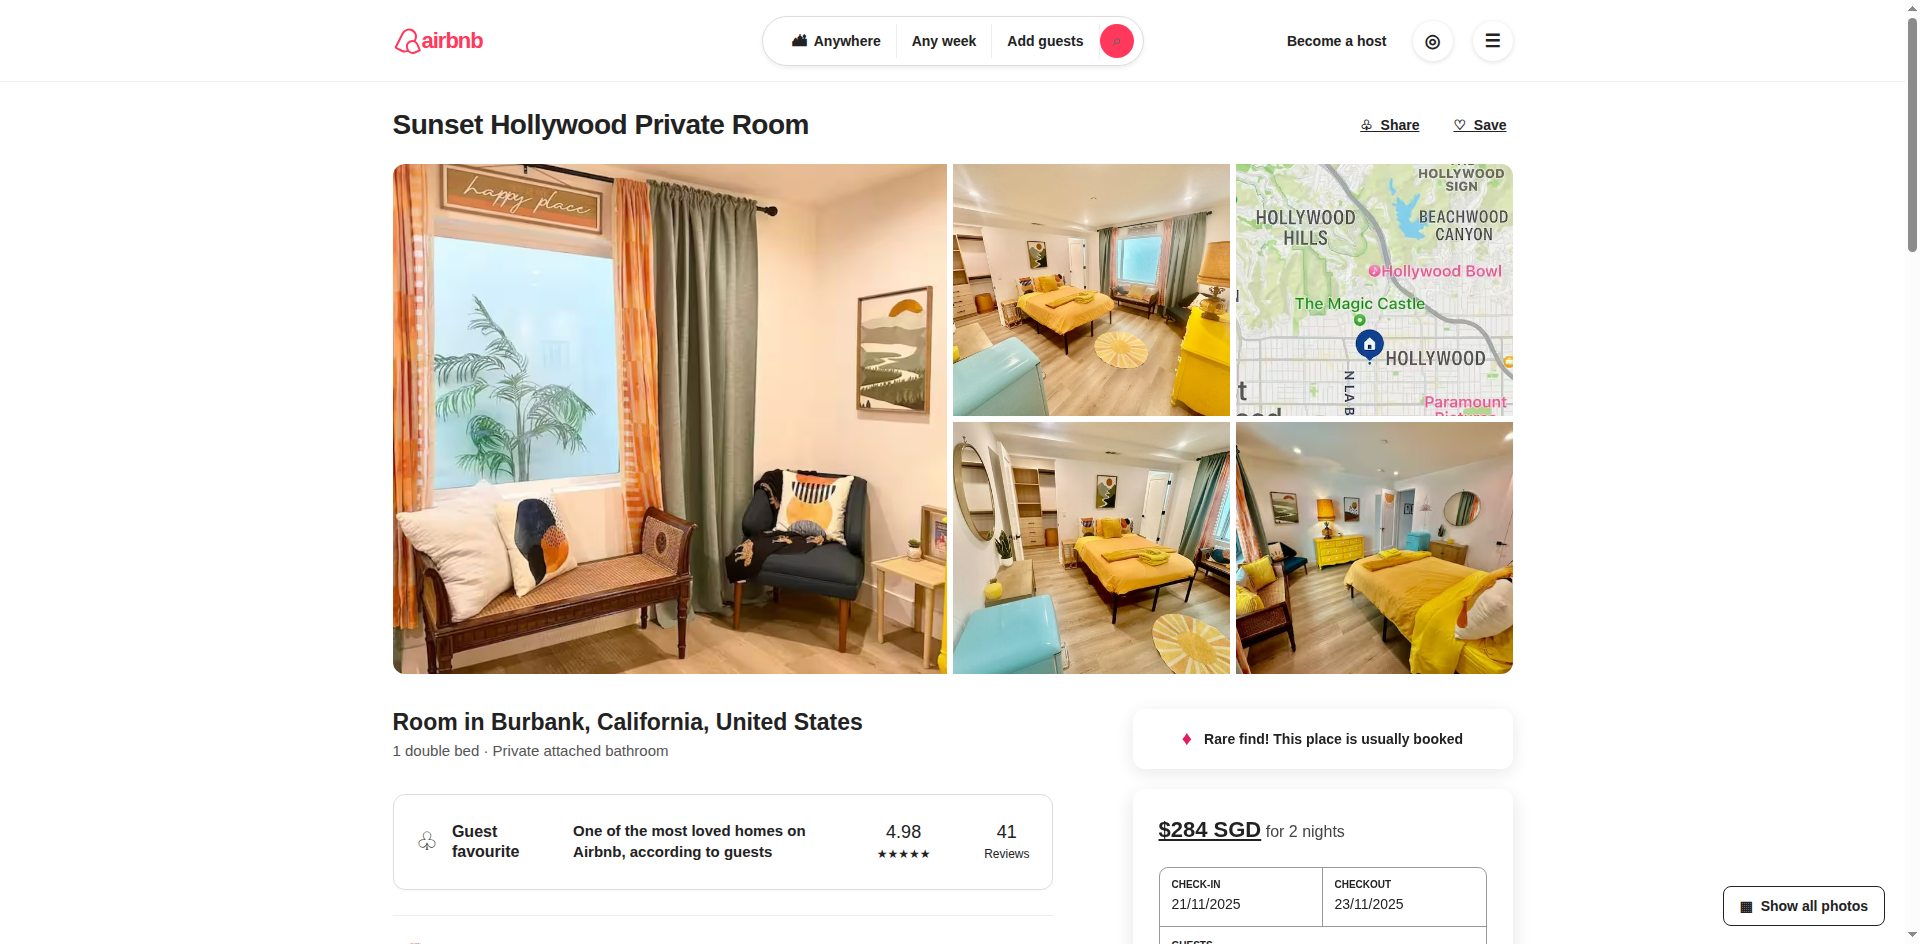 airbnb
Anywhere
Any week
Add guests
Become a host
Sunset Hollywood Private Room
Share
Save
happy place
HOLLYWOOD
SIGN
HOLLYWOOD
HILLS
BEACHWOOD
CANYON
Hollywood Bowl
The Magic Castle
HOLLYWOOD
N LA B
Paramount
Room in Burbank, California, United States
1 double bed · Private attached bathroom
Rare find! This place is usually booked
Guest
favourite
One of the most loved homes on
Airbnb, according to guests
4.98
★★★★★
41
Reviews
$284 SGD for 2 nights
CHECK-IN
21/11/2025
CHECKOUT
23/11/2025
Show all photos